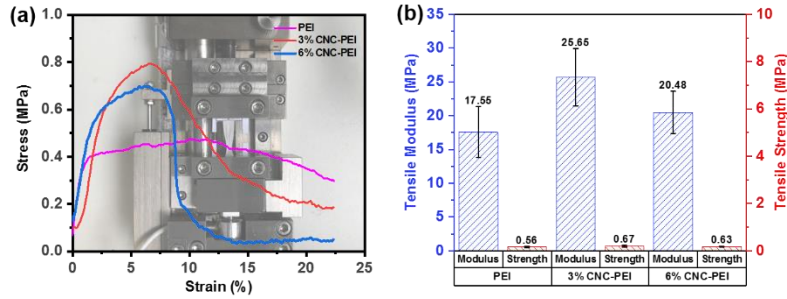 (a)
PEI
3% CNC-PEI
6% CNC-PEI
Stress (MPa)
1.0
0.8
0.6
0.4
0.2
0.0
0 5 10 15 20 25
Strain (%)
(b)
Tensile Modulus (MPa)
35
30
25
20
15
10
5
0
17.55
0.56
25.65
0.67
20.48
0.63
10
8
6
4
2
0
Tensile Strength (MPa)
Modulus Strength Modulus Strength Modulus Strength
PEI 3% CNC-PEI 6% CNC-PEI